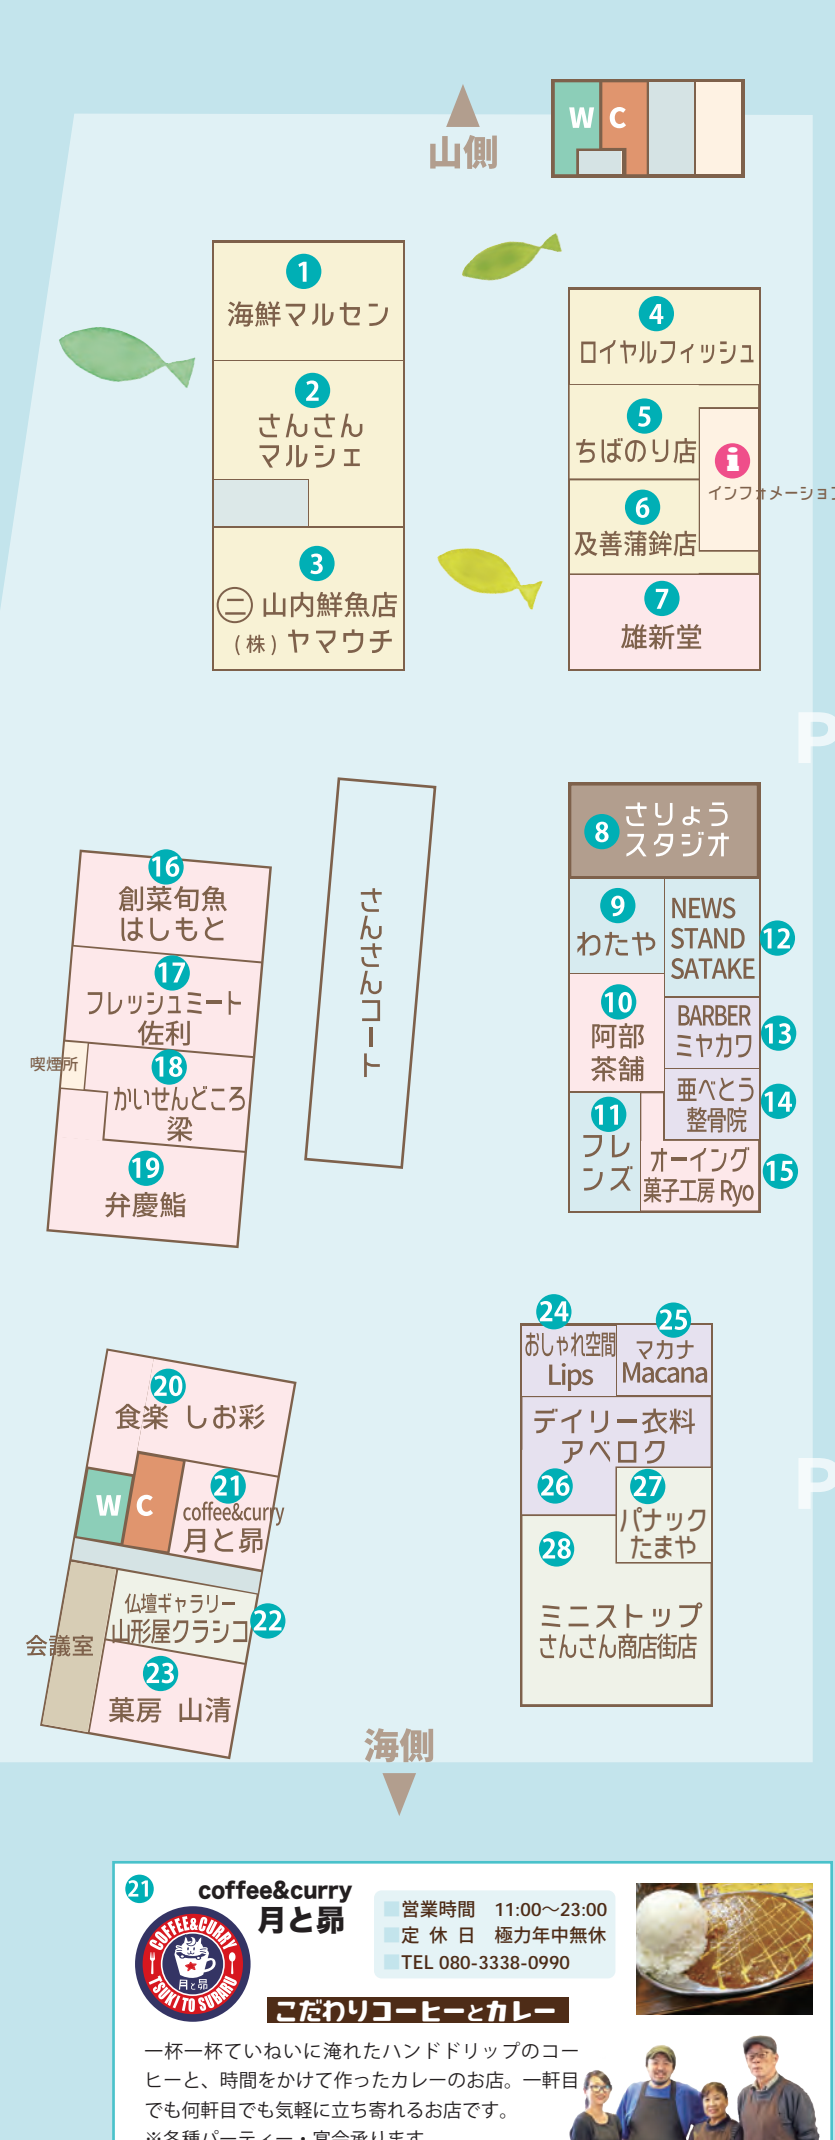 山側
W C
1
海鮮マルセン
2
さんさん
マルシェ
3
㊁ 山内鮮魚店
(株)ヤマウチ
4
ロイヤルフィッシュ
5
ちばのり店
i
インフォメーション
6
及善蒲鉾店
7
雄新堂
P
8
さりょう
スタジオ
9
わたや
NEWS
STAND
SATAKE
12
10
阿部
茶舗
BARBER
ミヤカワ
13
亜べとう
整骨院
14
11
フレ
ンズ
オーイング
菓子工房 Ryo
15
さんさんコート
16
創菜旬魚
はしもと
17
フレッシュミート
佐利
喫煙所
18
かいせんどころ
梁
19
弁慶鮨
20
食楽 しお彩
W C
21
coffee&curry
月と昴
仏壇ギャラリー
山形屋クラシコ
22
会議室
23
菓房 山清
24
おしゃれ空間
Lips
25
マカナ
Macana
デイリー衣料
アベロク
26
27
パナック
たまや
P
28
ミニストップ
さんさん商店街店
海側
21
coffee&curry
月と昴
COFFEE&CURRY
月と昴
TSUKI TO SUBARU
営業時間 11:00〜23:00
定休日 極力年中無休
TEL 080-3338-0990
こだわりコーヒーとカレー
一杯一杯ていねいに淹れたハンドドリップのコー
ヒーと、時間をかけて作ったカレーのお店。一軒目
でも何軒目でも気軽に立ち寄れるお店です。
※各種パーティー・宴会承ります